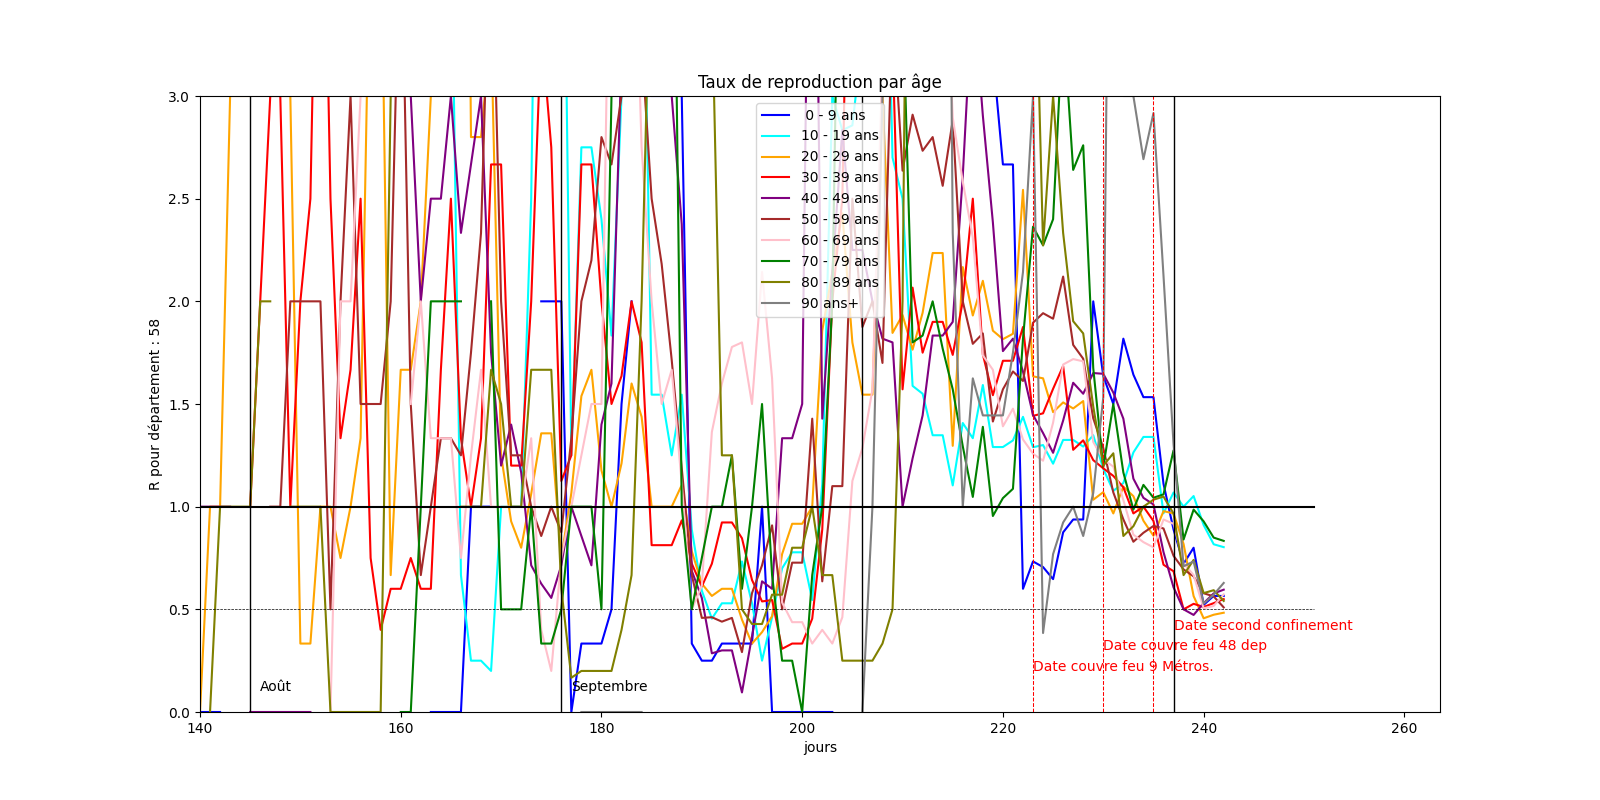 Taux de reproduction par âge
3.0
2.5
2.0
1.5
1.0
0.5
0.0
R pour département : 58
0 - 9 ans
10 - 19 ans
20 - 29 ans
30 - 39 ans
40 - 49 ans
50 - 59 ans
60 - 69 ans
70 - 79 ans
80 - 89 ans
90 ans+
Date second confinement
Date couvre feu 48 dep
Date couvre feu 9 Métros.
Août
Septembre
140
160
180
200
220
240
260
jours